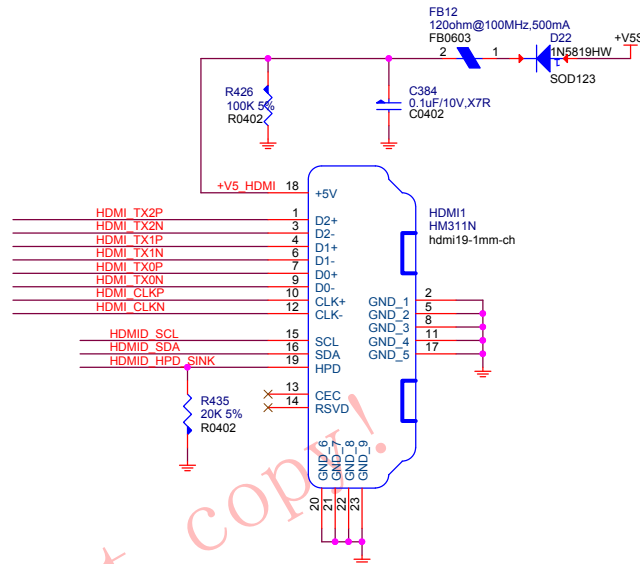 FB12
120ohm@100MHz,500mA
FB0603
2
1
D22
1N5819HW
SOD123
+V5S
R426
100K 5%
R0402
C384
0.1uF/10V,X7R
C0402
+V5_HDMI 18 +5V
HDMI1
HM311N
hdmi19-1mm-ch
HDMI_TX2P 1 D2+
HDMI_TX2N 3 D2-
HDMI_TX1P 4 D1+
HDMI_TX1N 6 D1-
HDMI_TX0P 7 D0+
HDMI_TX0N 9 D0-
HDMI_CLKP 10 CLK+
HDMI_CLKN 12 CLK-
GND_1 2
GND_2 5
GND_3 8
GND_4 11
GND_5 17
HDMID_SCL 15 SCL
HDMID_SDA 16 SDA
HDMID_HPD_SINK 19 HPD
13 CEC
14 RSVD
R435
20K 5%
R0402
GND_6 20
GND_7 21
GND_8 22
GND_9 23
copy!